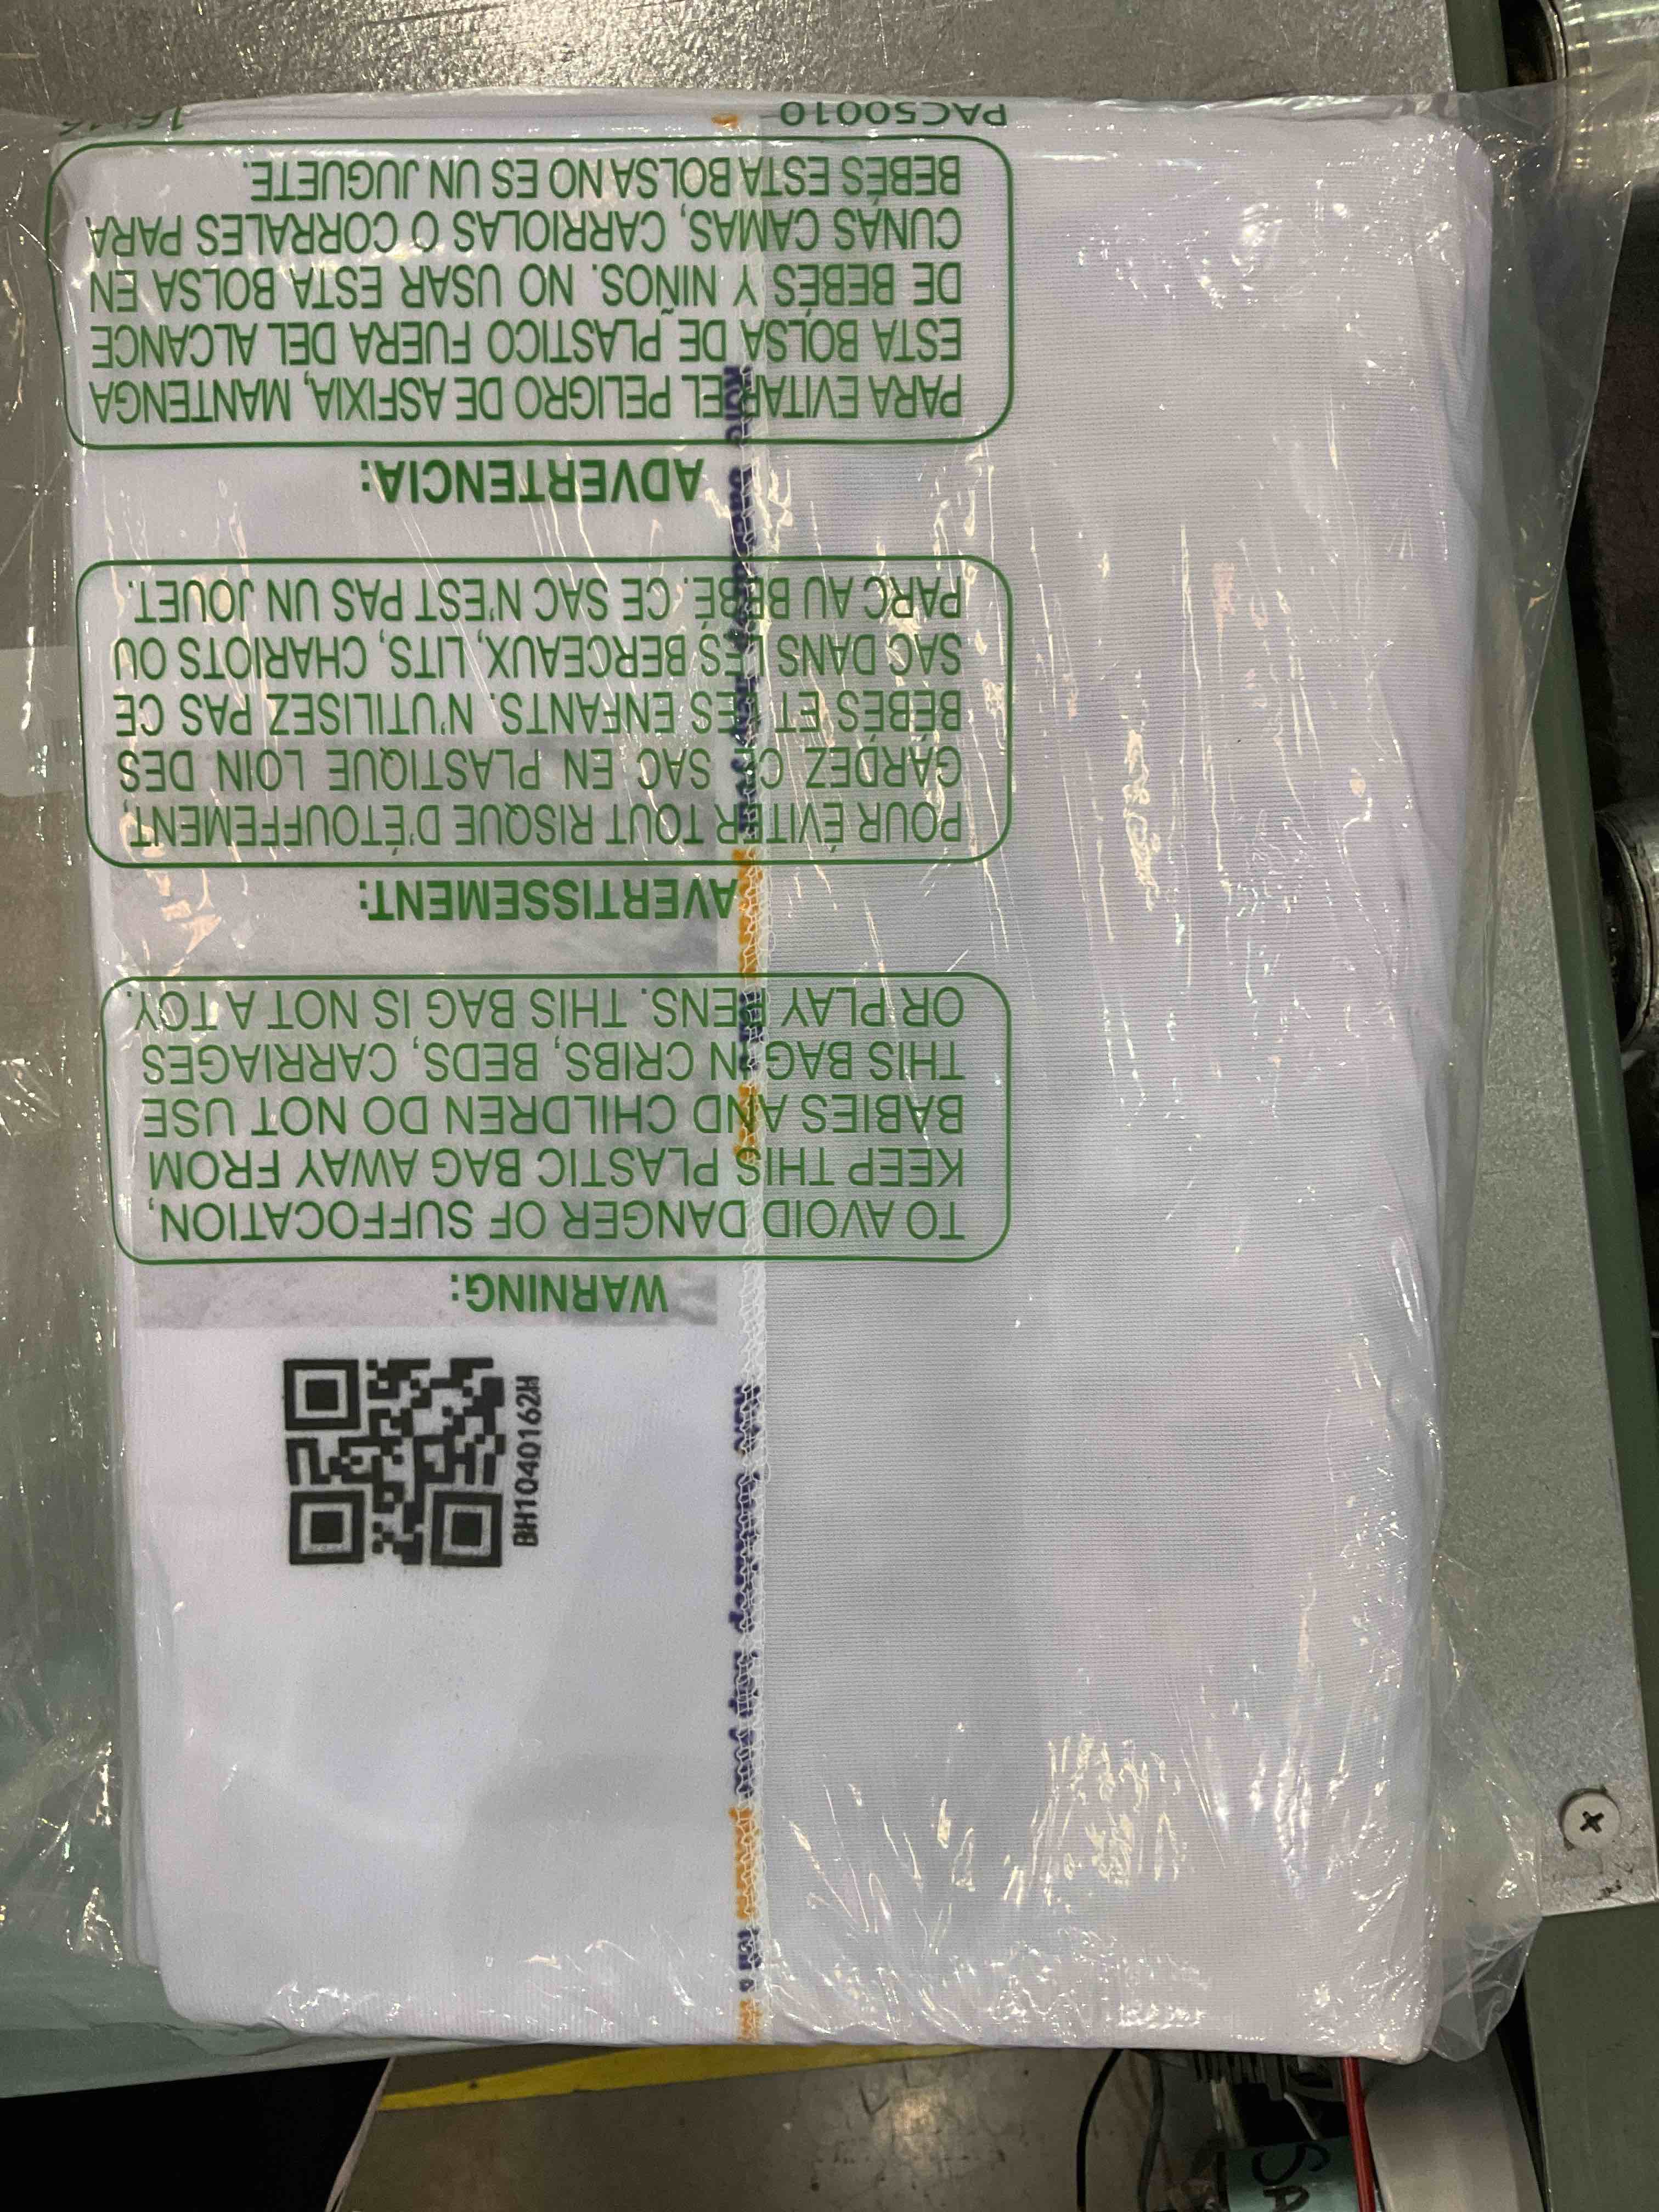 WARNING:
TO AVOID DANGER OF SUFFOCATION,
KEEP THIS PLASTIC BAG AWAY FROM
BABIES AND CHILDREN DO NOT USE
THIS BAG IN CRIBS, BEDS, CARRIAGES
OR PLAY PENS. THIS BAG IS NOT A TOY.
AVERTISSEMENT:
POUR ÉVITER TOUT RISQUE D'ÉTOUFFEMENT,
GARDEZ CE SAC EN PLASTIQUE LOIN DES
BÉBÉS ET LES ENFANTS. N'UTILISEZ PAS CE
SAC DANS LES BERCEAUX, LITS, CHARIOTS OU
PARC AU BÉBÉ. CE SAC N'EST PAS UN JOUET.
ADVERTENCIA:
PARA EVITAR EL PELIGRO DE ASFIXIA, MANTENGA
ESTA BOLSA DE PLASTICO FUERA DEL ALCANCE
DE BEBÉS Y NIÑOS. NO USAR ESTA BOLSA EN
CUNAS CAMAS, CARRIOLAS O CORRALES PARA
BEBÉS ESTA BOLSA NO ES UN JUGUETE.
PAC50010
BH1040162H